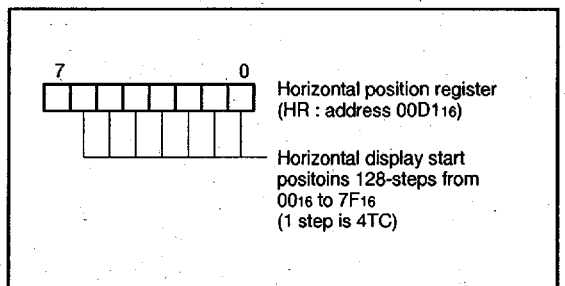 7 0
Horizontal position register
(HR : address 00D116)
Horizontal display start
positoins 128-steps from
0016 to 7F16
(1 step is 4TC)